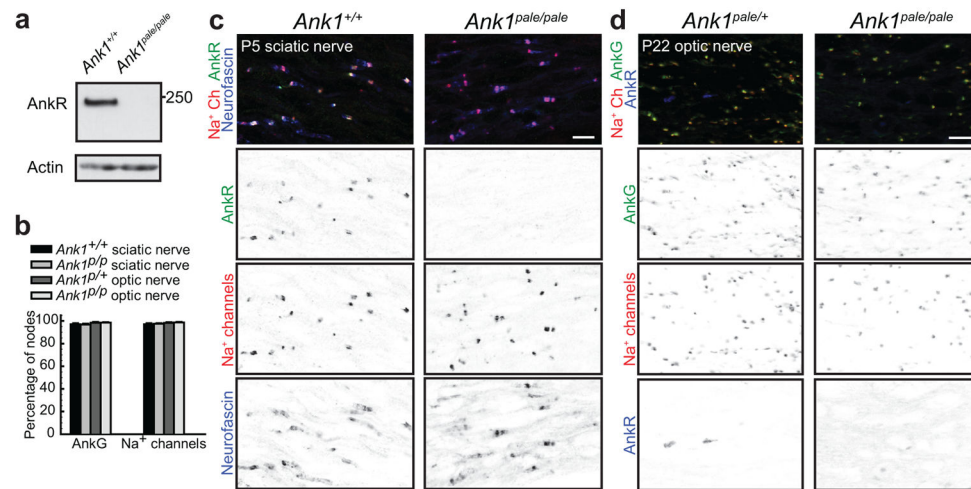 a
Ank1+/+
Ank1pale/pale
AnkR
250
Actin
b
Ank1+/+ sciatic nerve
Ank1p/p sciatic nerve
Ank1p/+ optic nerve
Ank1p/p optic nerve
Percentage of nodes
100
80
60
40
20
0
AnkG
Na+ channels
c
Ank1+/+
Ank1pale/pale
P5 sciatic nerve
Na+ Ch AnkR
Neurofascin
AnkR
Na+ channels
Neurofascin
d
Ank1pale/+
Ank1pale/pale
P22 optic nerve
Na+ Ch AnkG
AnkR
AnkG
Na+ channels
AnkR